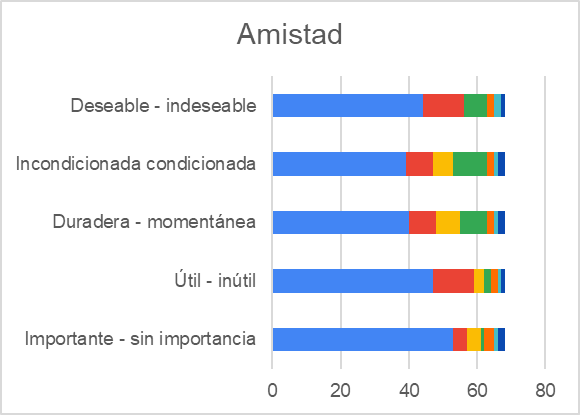 Amistad
Deseable - indeseable
Incondicionada condicionada
Duradera - momentánea
Útil - inútil
Importante - sin importancia
0 20 40 60 80